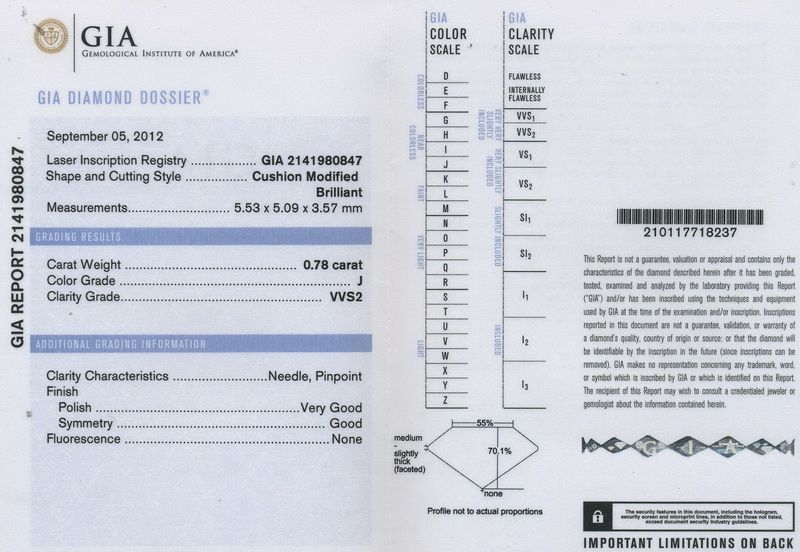 GIA
GEMOLOGICAL INSTITUTE OF AMERICA®
GIA DIAMOND DOSSIER®
GIA REPORT 2141980847
September 05, 2012
Laser Inscription Registry ................. GIA 2141980847
Shape and Cutting Style ................ Cushion Modified
Brilliant
Measurements............................ 5.53 x 5.09 x 3.57 mm
GRADING RESULTS
Carat Weight ........................................... 0.78 carat
Color Grade ........................................................ J
Clarity Grade.................................................. VVS2
ADDITIONAL GRADING INFORMATION
Clarity Characteristics .......................Needle, Pinpoint
Finish
Polish ................................................Very Good
Symmetry ................................................ Good
Fluorescence ................................................ None
GIA
COLOR
SCALE
COLORLESS
D
E
F
NEAR
COLORLESS
G
H
I
J
FAINT
K
L
M
VERY LIGHT
N
O
P
Q
R
LIGHT
S
T
U
V
W
X
Y
Z
GIA
CLARITY
SCALE
FLAWLESS
INTERNALLY
FLAWLESS
VERY VERY
SLIGHTLY
INCLUDED
VVS1
VVS2
VERY SLIGHTLY
INCLUDED
VS1
VS2
SLIGHTLY INCLUDED
SI1
SI2
INCLUDED
I1
I2
I3
55%
medium
-
slightly
thick
(faceted)
70.1%
none
Profile not to actual proportions
210117718237
This Report is not a guarantee, valuation or appraisal and contains only the
characteristics of the diamond described herein after it has been graded,
tested, examined and analyzed by the laboratory providing this Report
("GIA") and/or has been inscribed using the techniques and equipment
used by GIA at the time of the examination and/or inscription. Inscriptions
reported in this document are not a guarantee, validation, or warranty of
a diamond's quality, country of origin or source; or that the diamond will
be identifiable by the inscription in the future (since inscriptions can be
removed). GIA makes no representation concerning any trademark, word,
or symbol which is inscribed by GIA or which is identified on this Report.
The recipient of this Report may wish to consult a credentialed jeweler or
gemologist about the information contained herein.
GIA
The security features in this document, including the hologram,
security screen and microprint lines, in addition to those not listed,
exceed document security industry guidelines.
IMPORTANT LIMITATIONS ON BACK